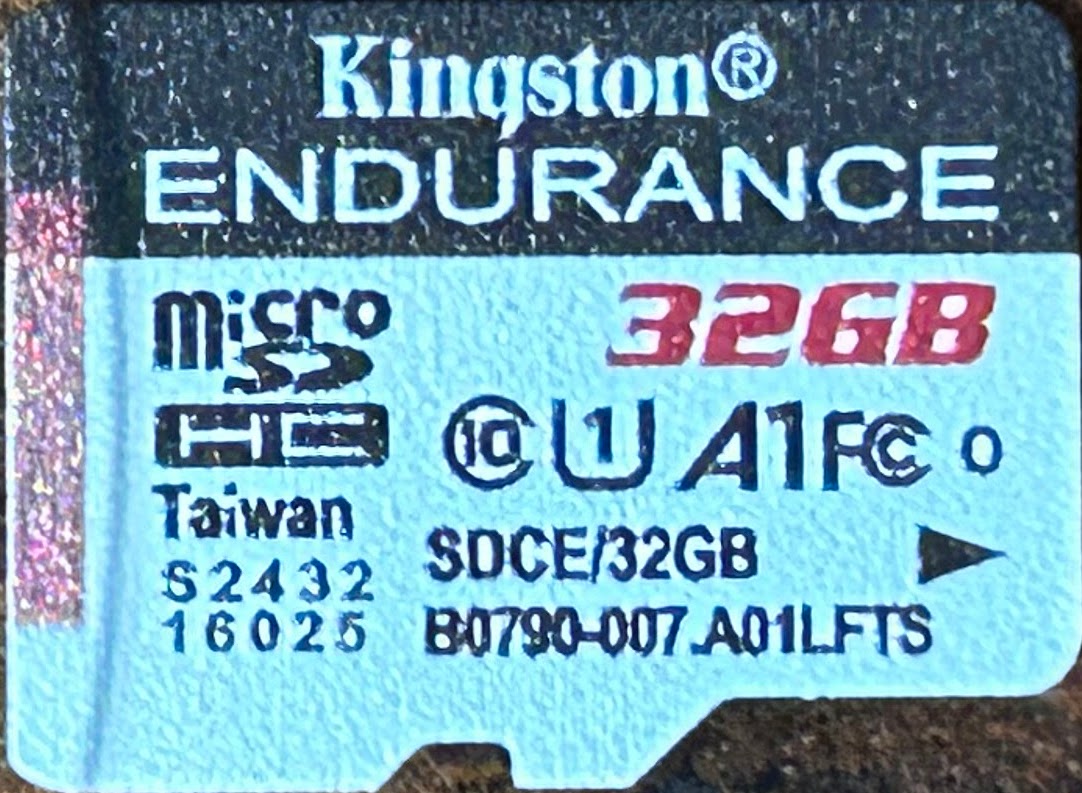 Kingston®
ENDURANCE
micro SD HC
32GB
10 U1 A1 FC
Taiwan
S2432
16025
SDCE/32GB
B0790-007.A01LFTS